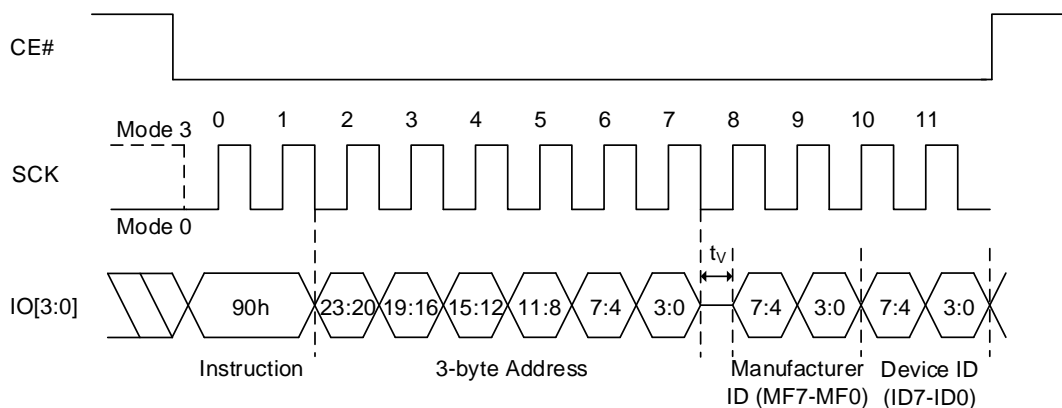 CE#
0 1 2 3 4 5 6 7 8 9 10 11
Mode 3
SCK
Mode 0
tV
IO[3:0] 90h 23:20 19:16 15:12 11:8 7:4 3:0 7:4 3:0 7:4 3:0
Instruction 3-byte Address Manufacturer Device ID
ID (MF7-MF0) (ID7-ID0)